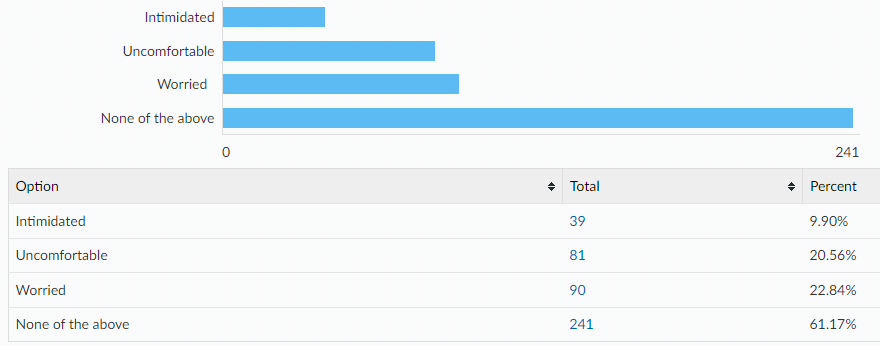 Intimidated
Uncomfortable
Worried
None of the above
0 241
Option Total Percent
Intimidated 39 9.90%
Uncomfortable 81 20.56%
Worried 90 22.84%
None of the above 241 61.17%